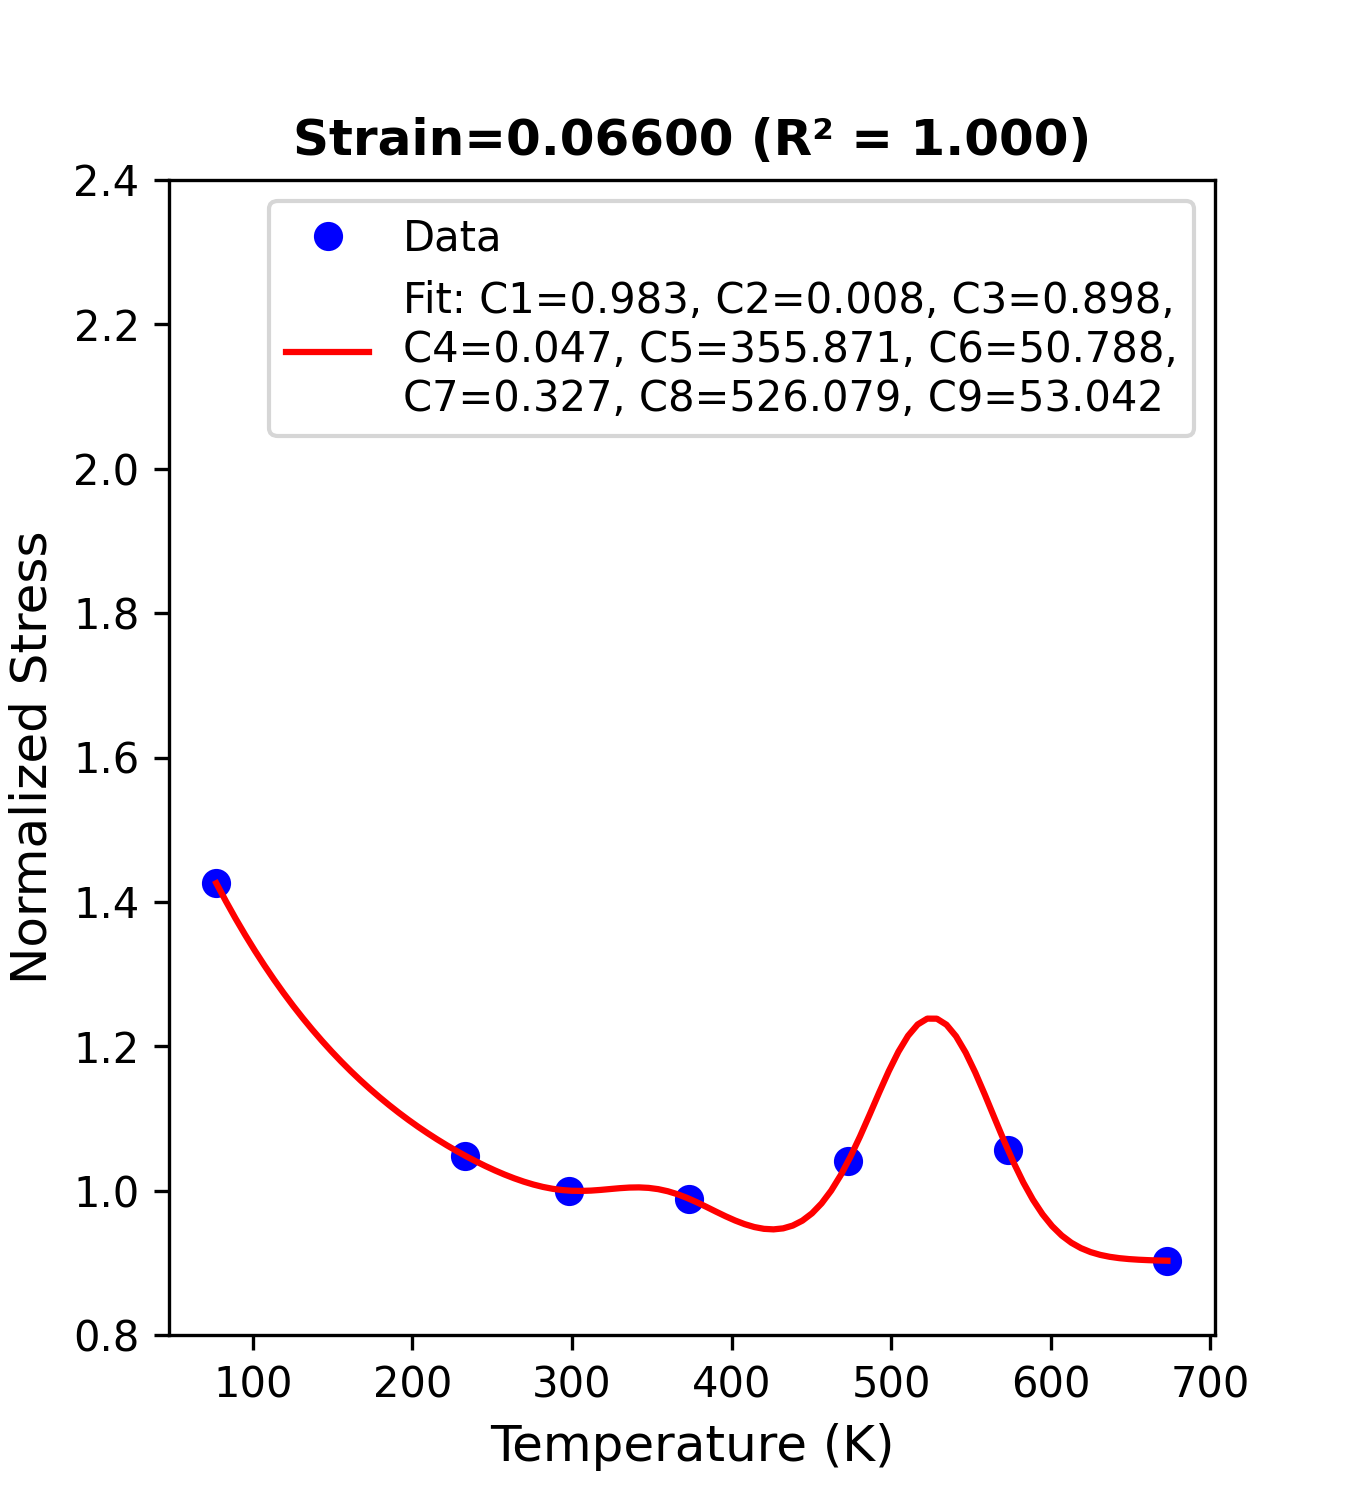 Strain=0.06600 (R² = 1.000)
2.4
2.2
2.0
1.8
1.6
1.4
1.2
1.0
0.8
Normalized Stress
Data
Fit: C1=0.983, C2=0.008, C3=0.898,
C4=0.047, C5=355.871, C6=50.788,
C7=0.327, C8=526.079, C9=53.042
100 200 300 400 500 600 700
Temperature (K)